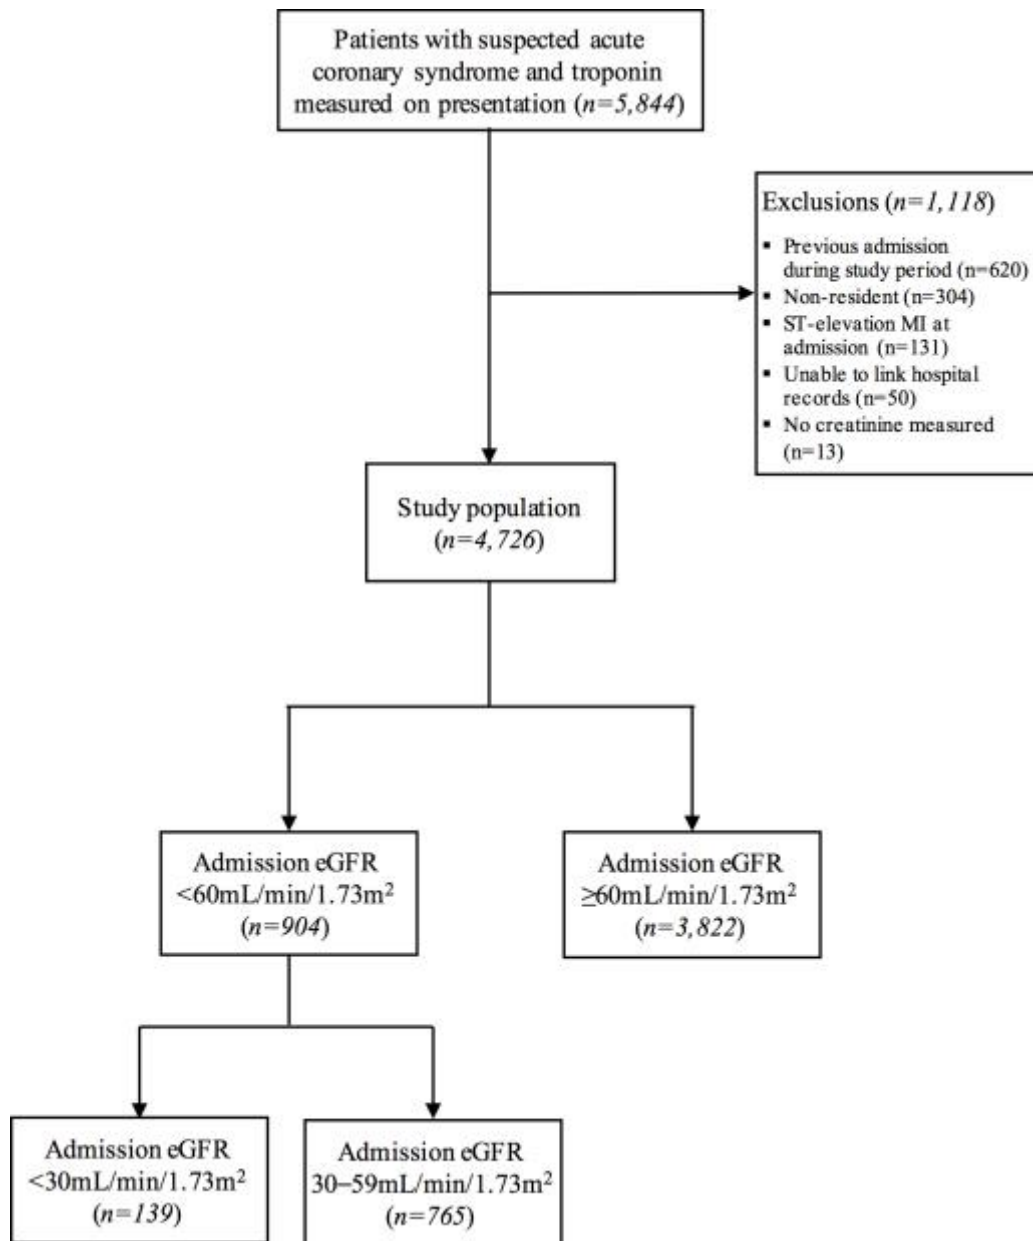 Patients with suspected acute
coronary syndrome and troponin
measured on presentation (n=5,844)
Exclusions (n=1,118)
▪ Previous admission
during study period (n=620)
▪ Non-resident (n=304)
▪ ST-elevation MI at
admission (n=131)
▪ Unable to link hospital
records (n=50)
▪ No creatinine measured
(n=13)
Study population
(n=4,726)
Admission eGFR
<60mL/min/1.73m²
(n=904)
Admission eGFR
≥60mL/min/1.73m²
(n=3,822)
Admission eGFR
<30mL/min/1.73m²
(n=139)
Admission eGFR
30–59mL/min/1.73m²
(n=765)